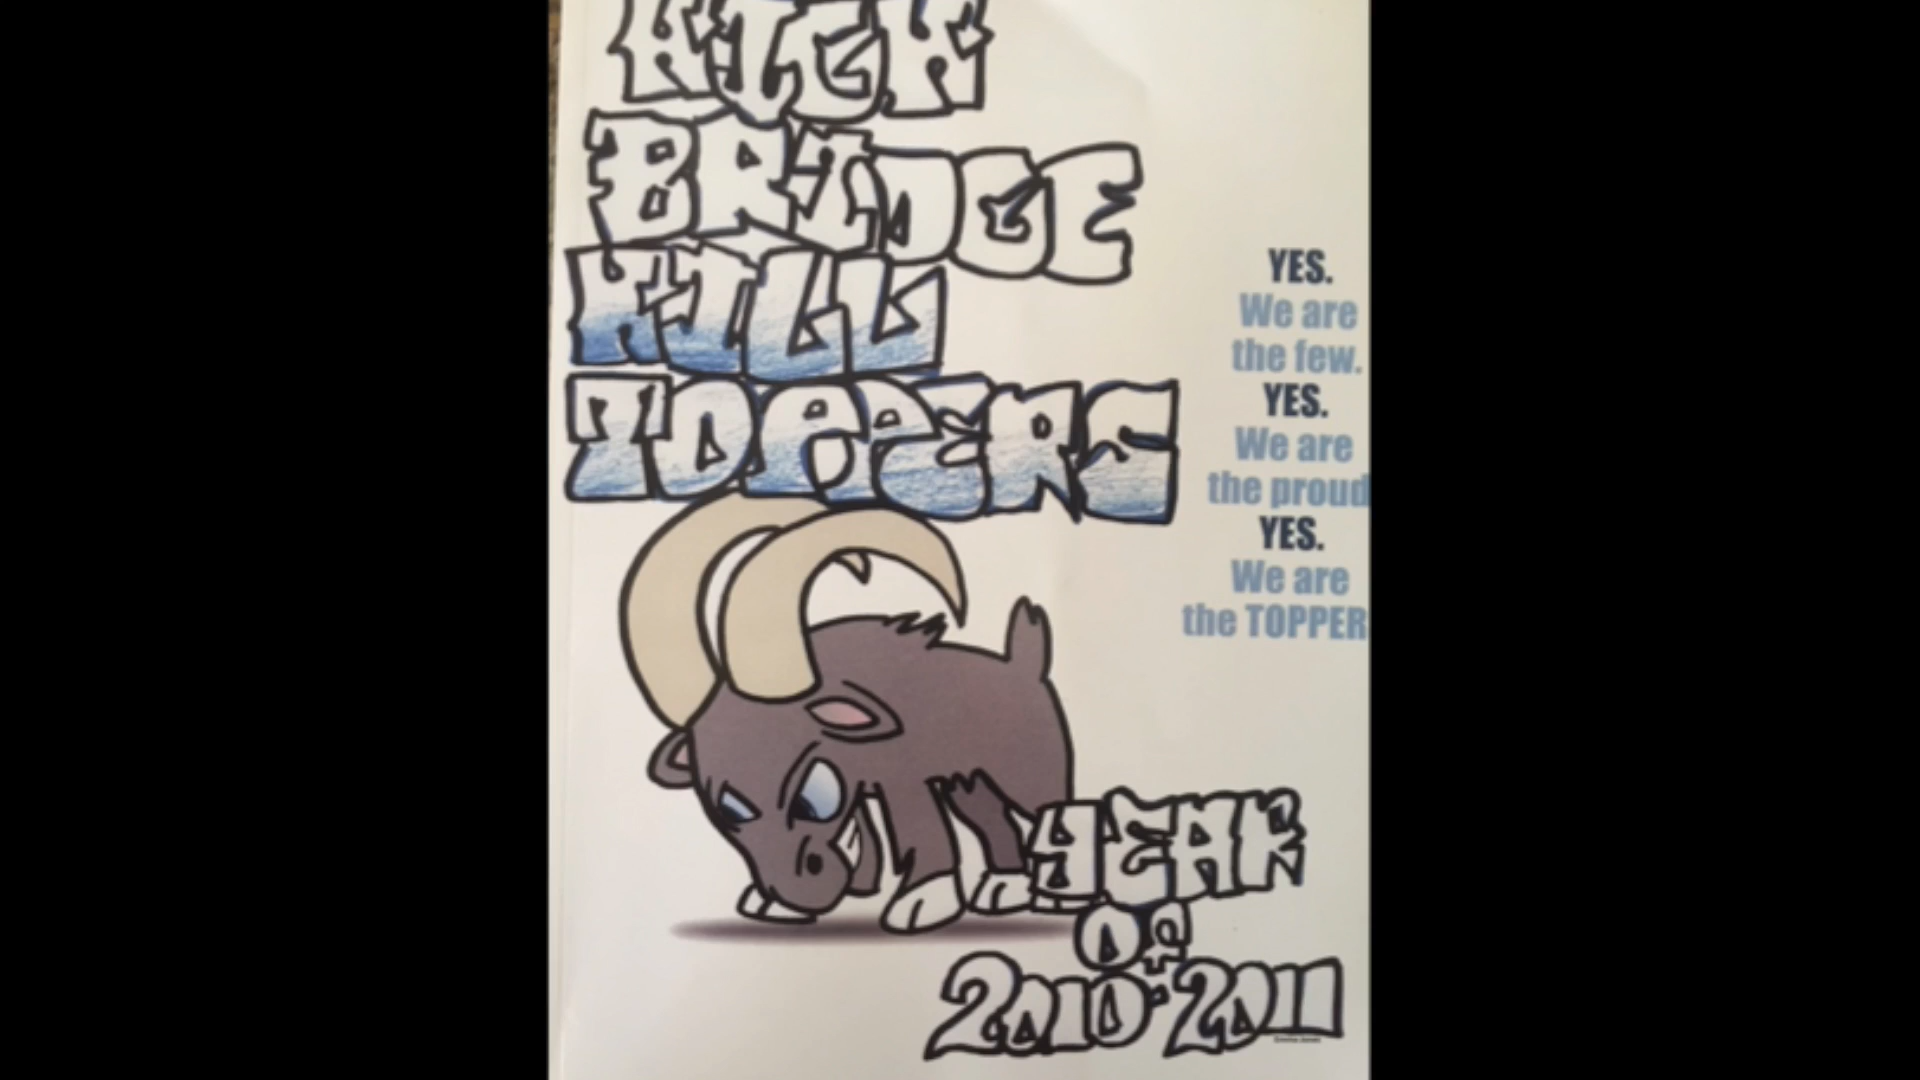 HIGH
BRIDGE
HILL
TOPPERS
YES.
We are
the few.
YES.
We are
the proud
YES.
We are
the TOPPER
YEAR
OF
2010-2011